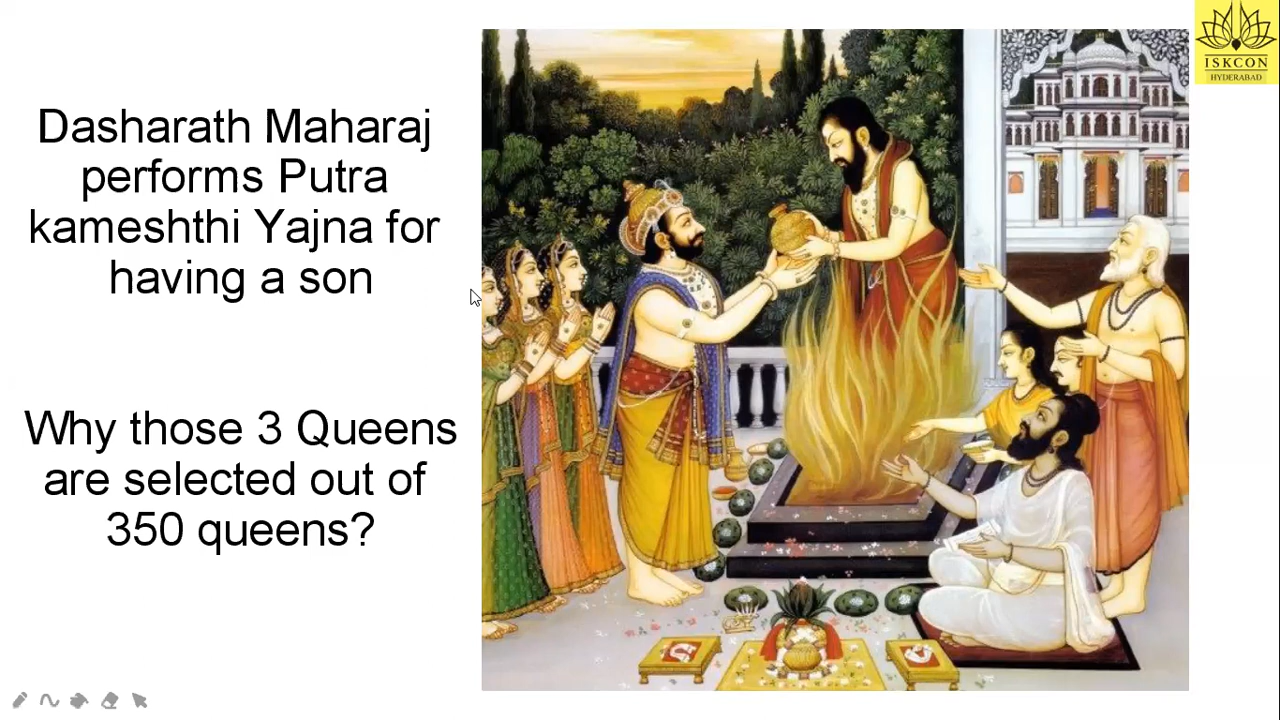 Dasharath Maharaj
performs Putra
kameshthi Yajna for
having a son
Why those 3 Queens
are selected out of
350 queens?
ISKCON
HYDERABAD